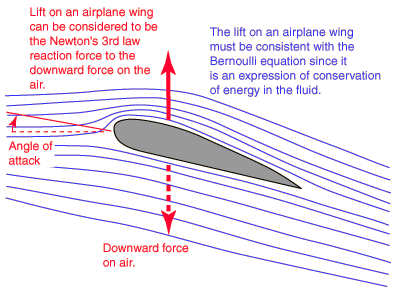 Lift on an airplane wing
can be considered to be
the Newton's 3rd law
reaction force to the
downward force on the
air.
The lift on an airplane wing
must be consistent with the
Bernoulli equation since it
is an expression of conservation
of energy in the fluid.
Angle of
attack
Downward force
on air.